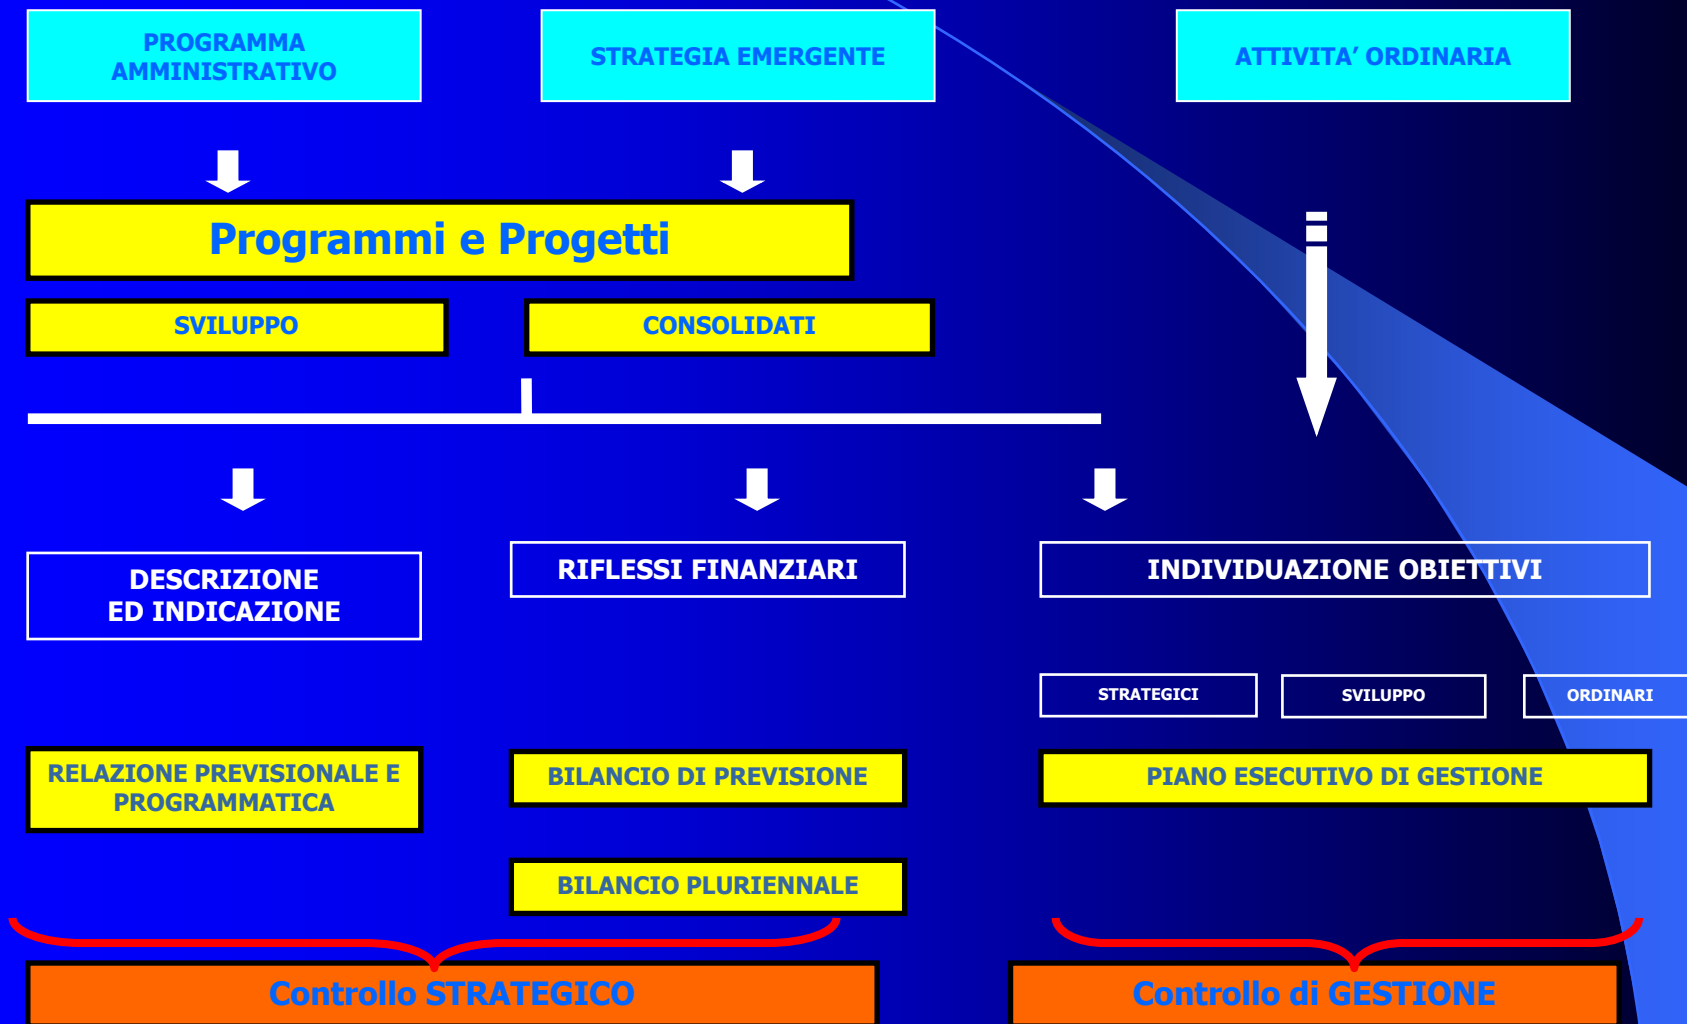 PROGRAMMA
AMMINISTRATIVO
STRATEGIA EMERGENTE
ATTIVITA’ ORDINARIA
Programmi e Progetti
SVILUPPO
CONSOLIDATI
DESCRIZIONE
ED INDICAZIONE
RIFLESSI FINANZIARI
INDIVIDUAZIONE OBIETTIVI
STRATEGICI
SVILUPPO
ORDINARI
RELAZIONE PREVISIONALE E
PROGRAMMATICA
BILANCIO DI PREVISIONE
PIANO ESECUTIVO DI GESTIONE
BILANCIO PLURIENNALE
Controllo STRATEGICO
Controllo di GESTIONE